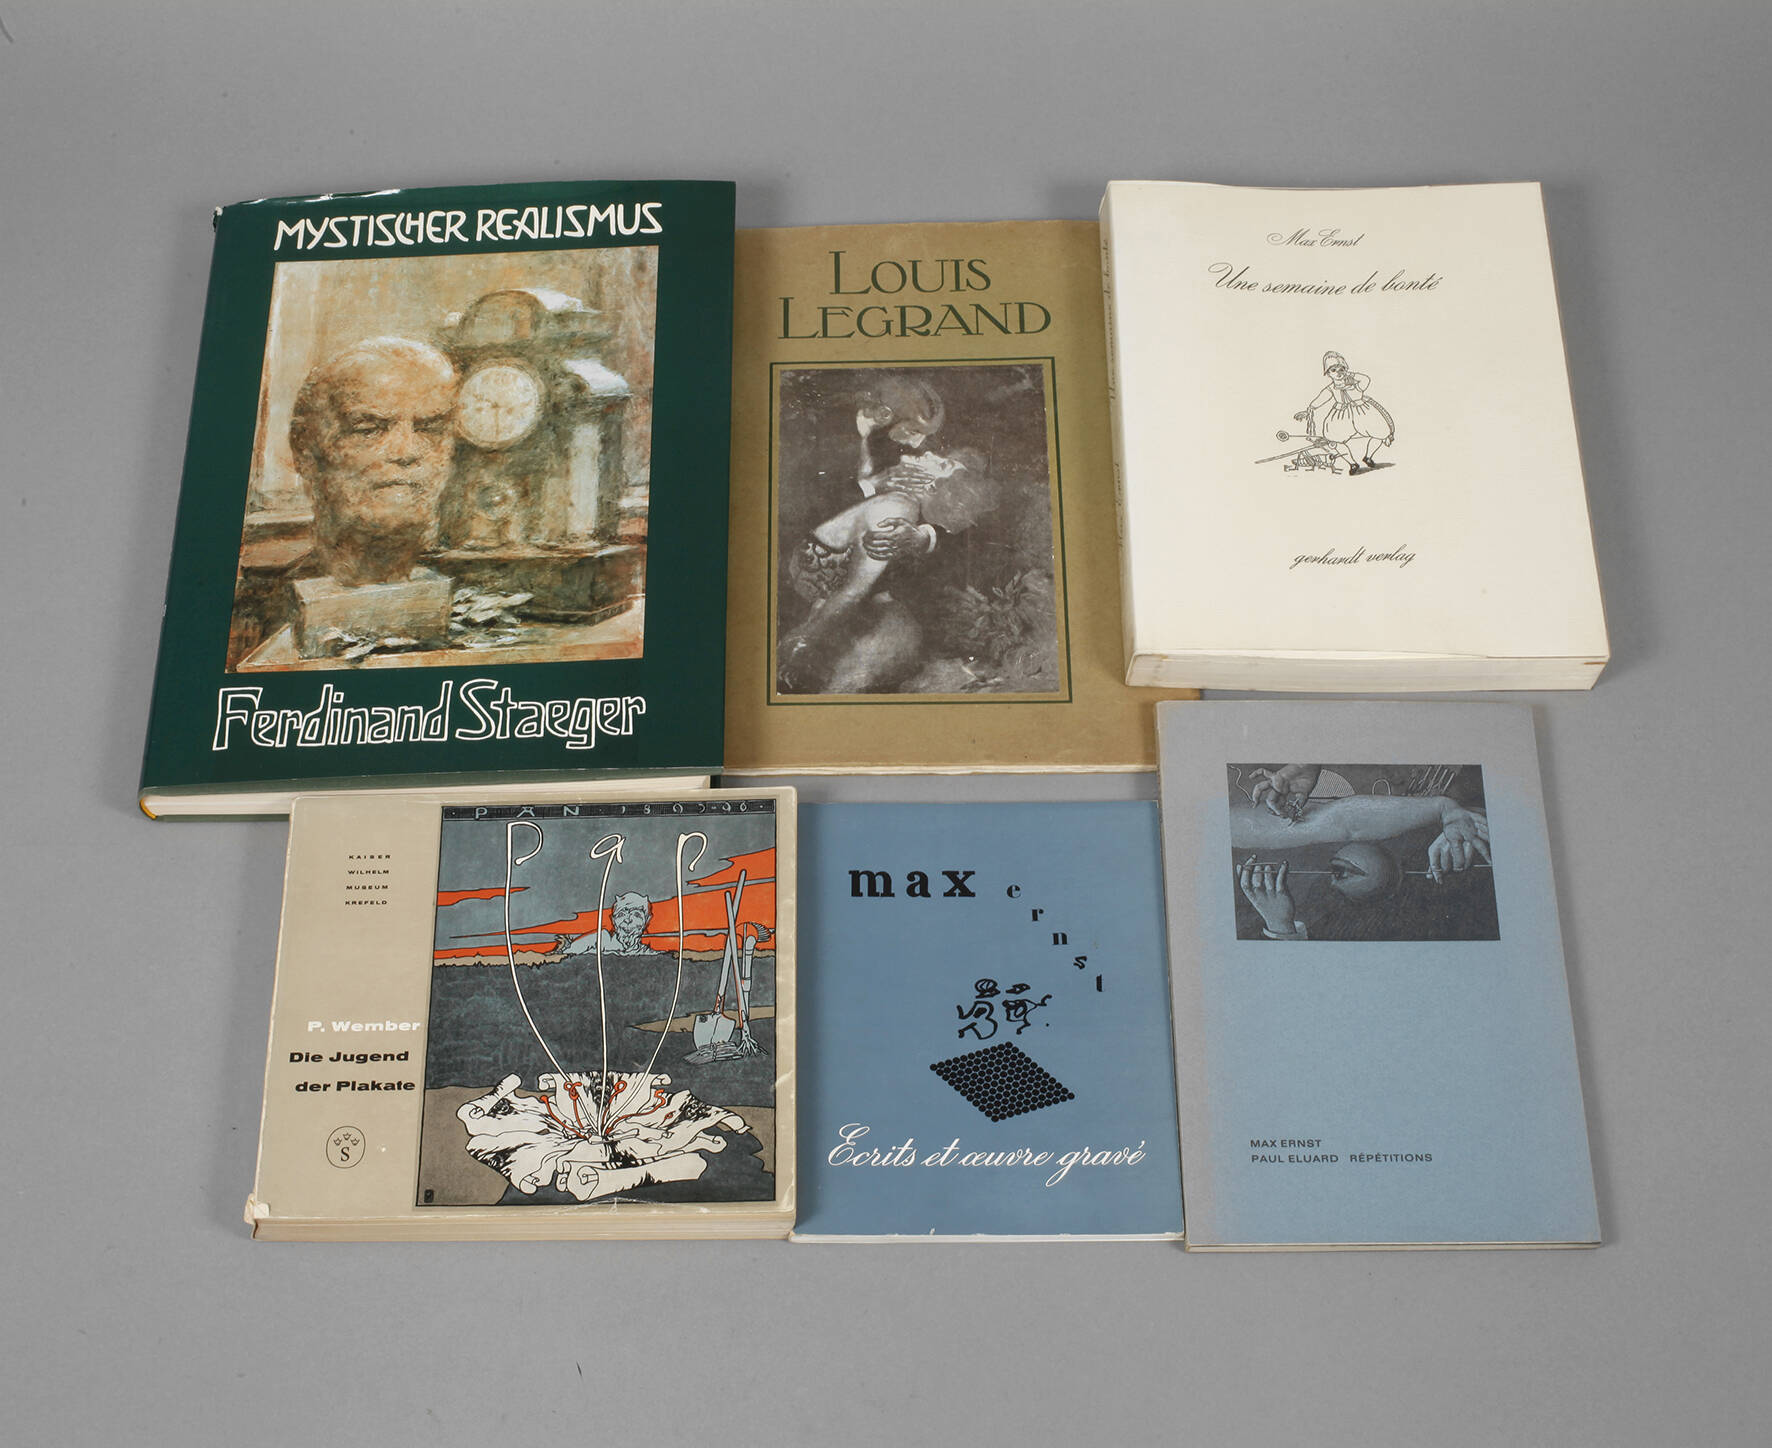 MYSTISCHER REALISMUS
Ferdinand Staeger
LOUIS
LEGRAND
Max Ernst
Une semaine de bonté
gerhardt verlag
KAISER
WILHELM
MUSEUM
KREFELD
P. Wember
Die Jugend
der Plakate
S
PAN 1895-96
Pan
max ernst
Ecrits et œuvre gravé
MAX ERNST
PAUL ELUARD RÉPÉTITIONS